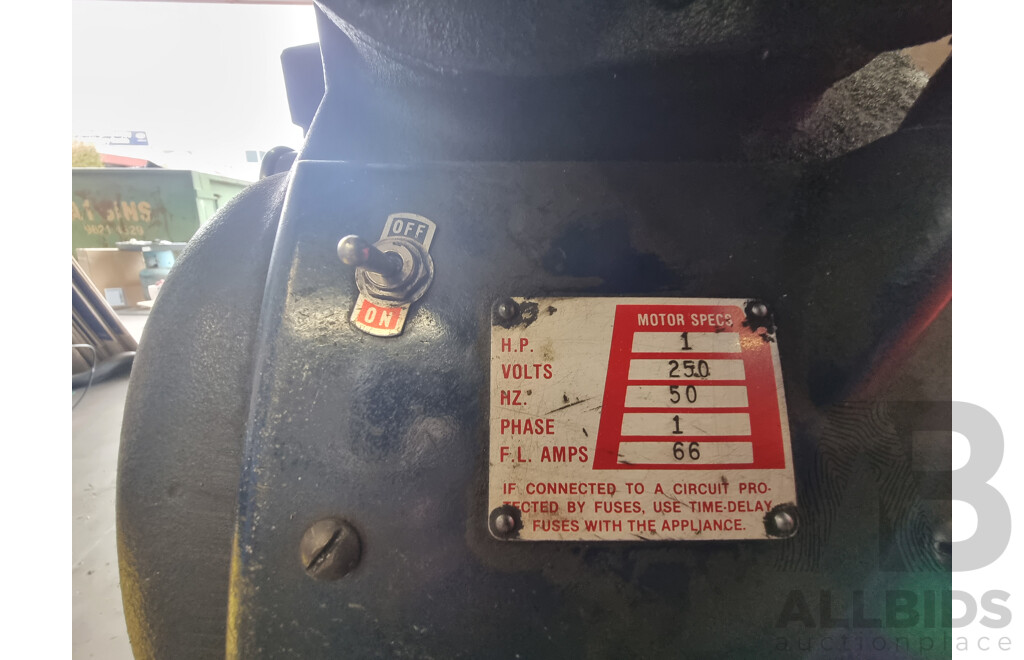 OFF
ON
MOTOR SPECS
H.P. 1
VOLTS 250
HZ. 50
PHASE 1
F.L. AMPS 66
IF CONNECTED TO A CIRCUIT PRO-
TECTED BY FUSES, USE TIME-DELAY
FUSES WITH THE APPLIANCE.
B
ALLBIDS
auctionplace